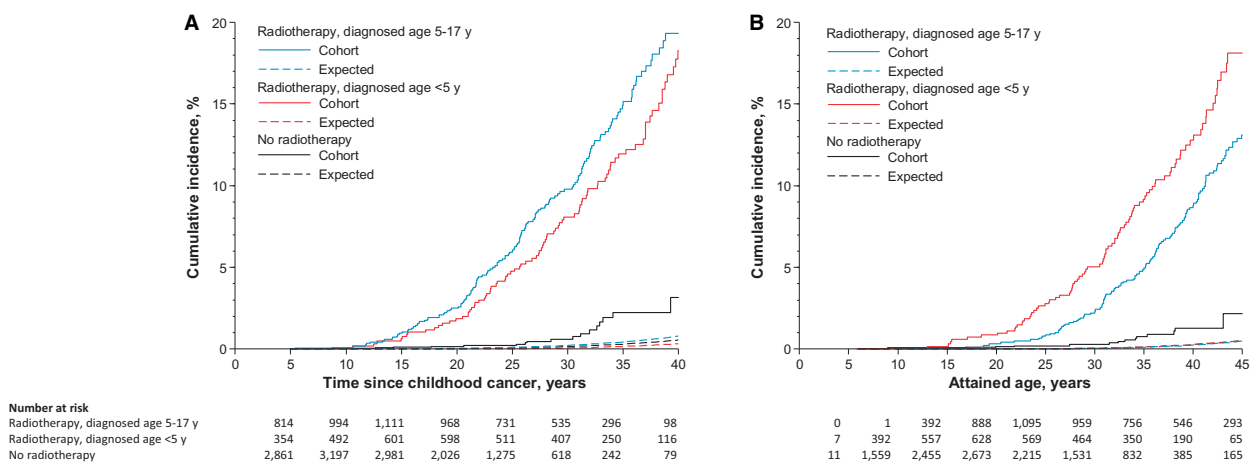 A
Cumulative incidence, %
20
15
10
5
0
Radiotherapy, diagnosed age 5-17 y
Cohort
Expected
Radiotherapy, diagnosed age <5 y
Cohort
Expected
No radiotherapy
Cohort
Expected
0 5 10 15 20 25 30 35 40
Time since childhood cancer, years
B
Cumulative incidence, %
20
15
10
5
0
Radiotherapy, diagnosed age 5-17 y
Cohort
Expected
Radiotherapy, diagnosed age <5 y
Cohort
Expected
No radiotherapy
Cohort
Expected
0 5 10 15 20 25 30 35 40 45
Attained age, years
Number at risk
Radiotherapy, diagnosed age 5-17 y 814 994 1,111 968 731 535 296 98 0 1 392 888 1,095 959 756 546 293
Radiotherapy, diagnosed age <5 y 354 492 601 598 511 407 250 116 7 392 557 628 569 464 350 190 65
No radiotherapy 2,861 3,197 2,981 2,026 1,275 618 242 79 11 1,559 2,455 2,673 2,215 1,531 832 385 165